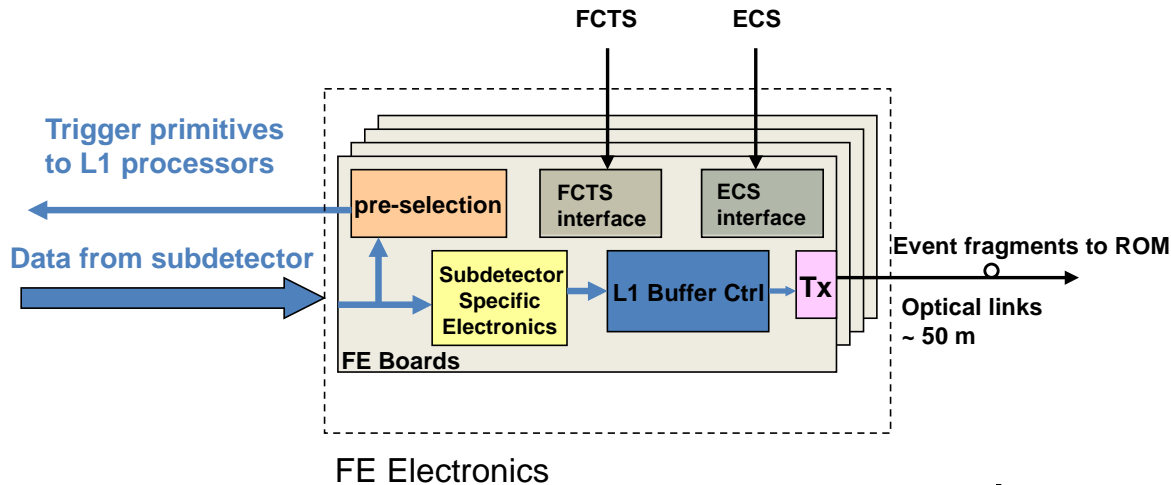 FCTS
ECS
Trigger primitives
to L1 processors
pre-selection
FCTS
interface
ECS
interface
Data from subdetector
Subdetector
Specific
Electronics
L1 Buffer Ctrl
Tx
Event fragments to ROM
Optical links
~ 50 m
FE Boards
FE Electronics